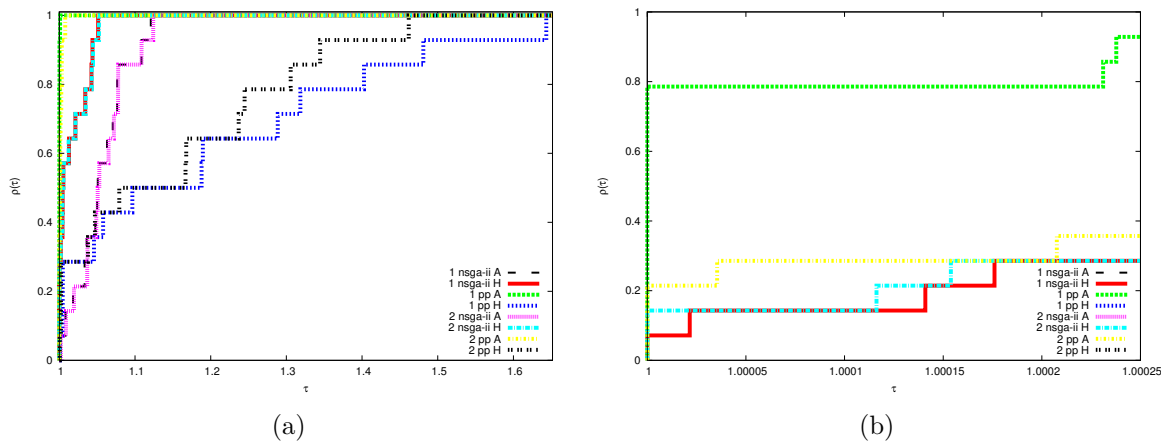 1
0.8
0.6
0.4
0.2
0
ρ(τ)
1 nsga-ii A
1 nsga-ii H
1 pp A
1 pp H
2 nsga-ii A
2 nsga-ii H
2 pp A
2 pp H
1 1.1 1.2 1.3 1.4 1.5 1.6
τ
(a)
1
0.8
0.6
0.4
0.2
0
ρ(τ)
1 nsga-ii A
1 nsga-ii H
1 pp A
1 pp H
2 nsga-ii A
2 nsga-ii H
2 pp A
2 pp H
1 1.00005 1.0001 1.00015 1.0002 1.00025
τ
(b)